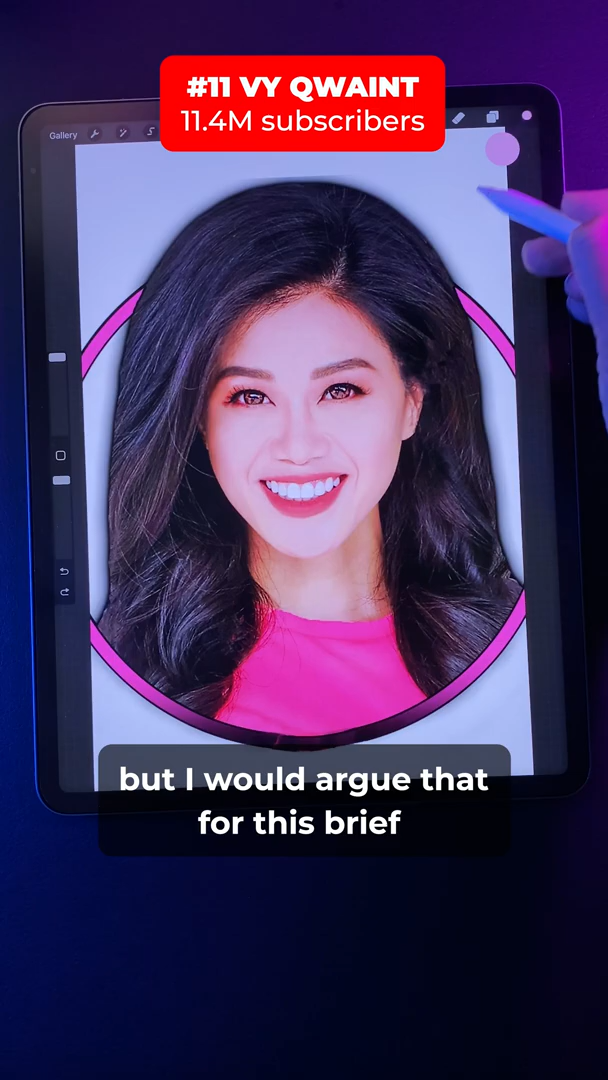 #11 VY QWAINT
11.4M subscribers
Gallery
but I would argue that
for this brief